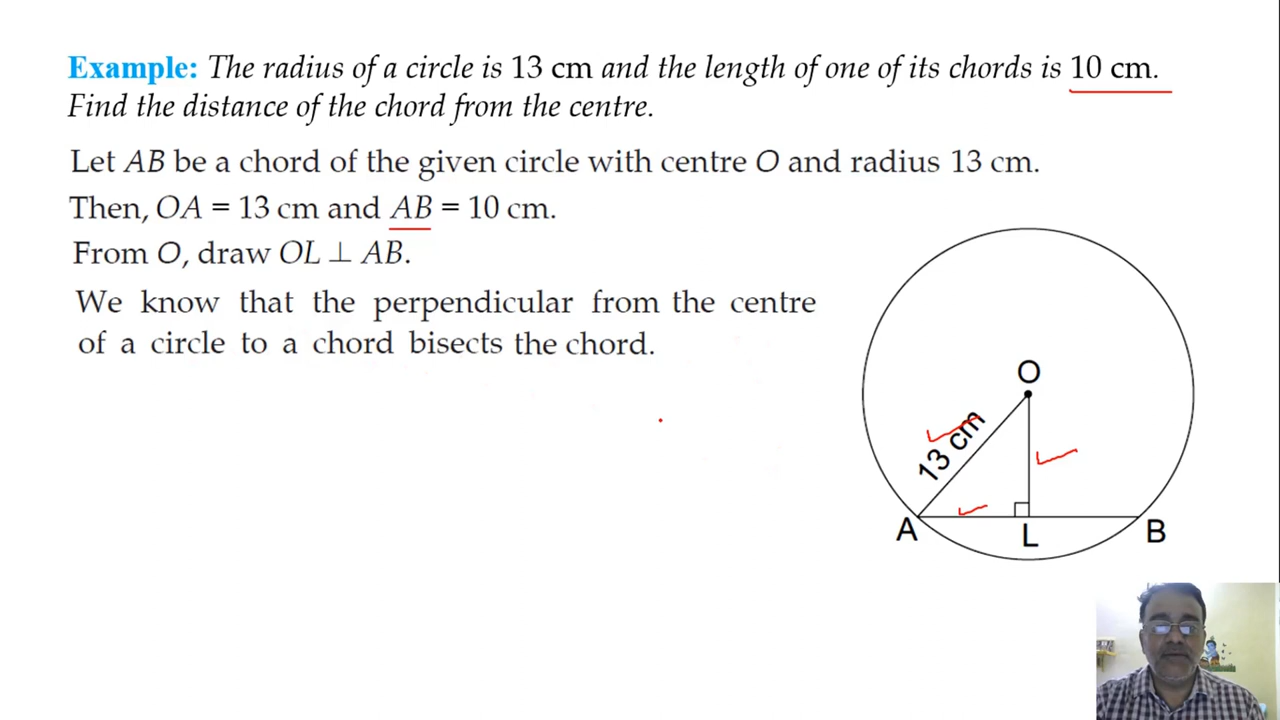 Example: The radius of a circle is 13 cm and the length of one of its chords is 10 cm.
Find the distance of the chord from the centre.
Let AB be a chord of the given circle with centre O and radius 13 cm.
Then, OA = 13 cm and AB = 10 cm.
From O, draw OL ⊥ AB.
We know that the perpendicular from the centre
of a circle to a chord bisects the chord.
O
13 cm
A
L
B